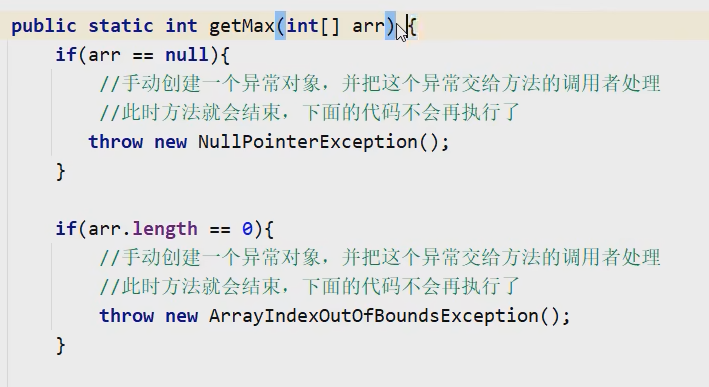 public static int getMax(int[] arr) {
if(arr == null){
//手动创建一个异常对象，并把这个异常交给方法的调用者处理
//此时方法就会结束，下面的代码不会再执行了
throw new NullPointerException();
}
if(arr.length == 0){
//手动创建一个异常对象，并把这个异常交给方法的调用者处理
//此时方法就会结束，下面的代码不会再执行了
throw new ArrayIndexOutOfBoundsException();
}